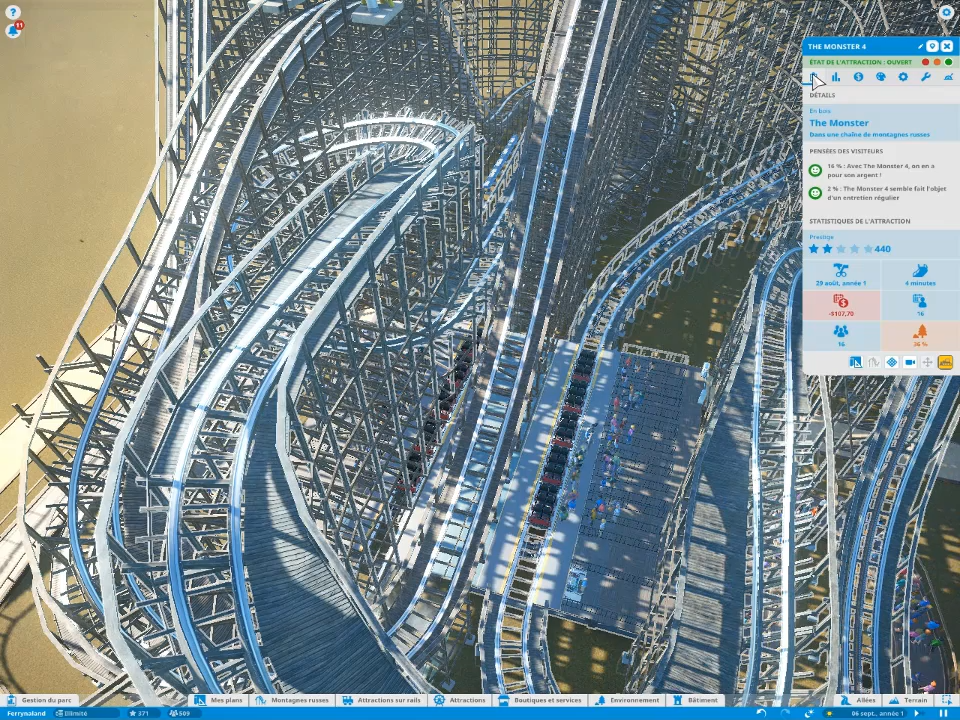 ?
11
THE MONSTER 4
ÉTAT DE L'ATTRACTION : OUVERT
DÉTAILS
En bois
The Monster
Dans une chaîne de montagnes russes
PENSÉES DES VISITEURS
16 % : Avec The Monster 4, on en a
pour son argent !
2 % : The Monster 4 semble fait l'objet
d'un entretien régulier
STATISTIQUES DE L'ATTRACTION
Prestige
440
29 août, année 1
4 minutes
-$107,70
16
16
36 %
Gestion du parc
Mes plans
Montagnes russes
Attractions sur rails
Attractions
Boutiques et services
Environnement
Bâtiment
Allées
Terrain
Ferrynoland
Illimité
371
509
06 sept., année 1